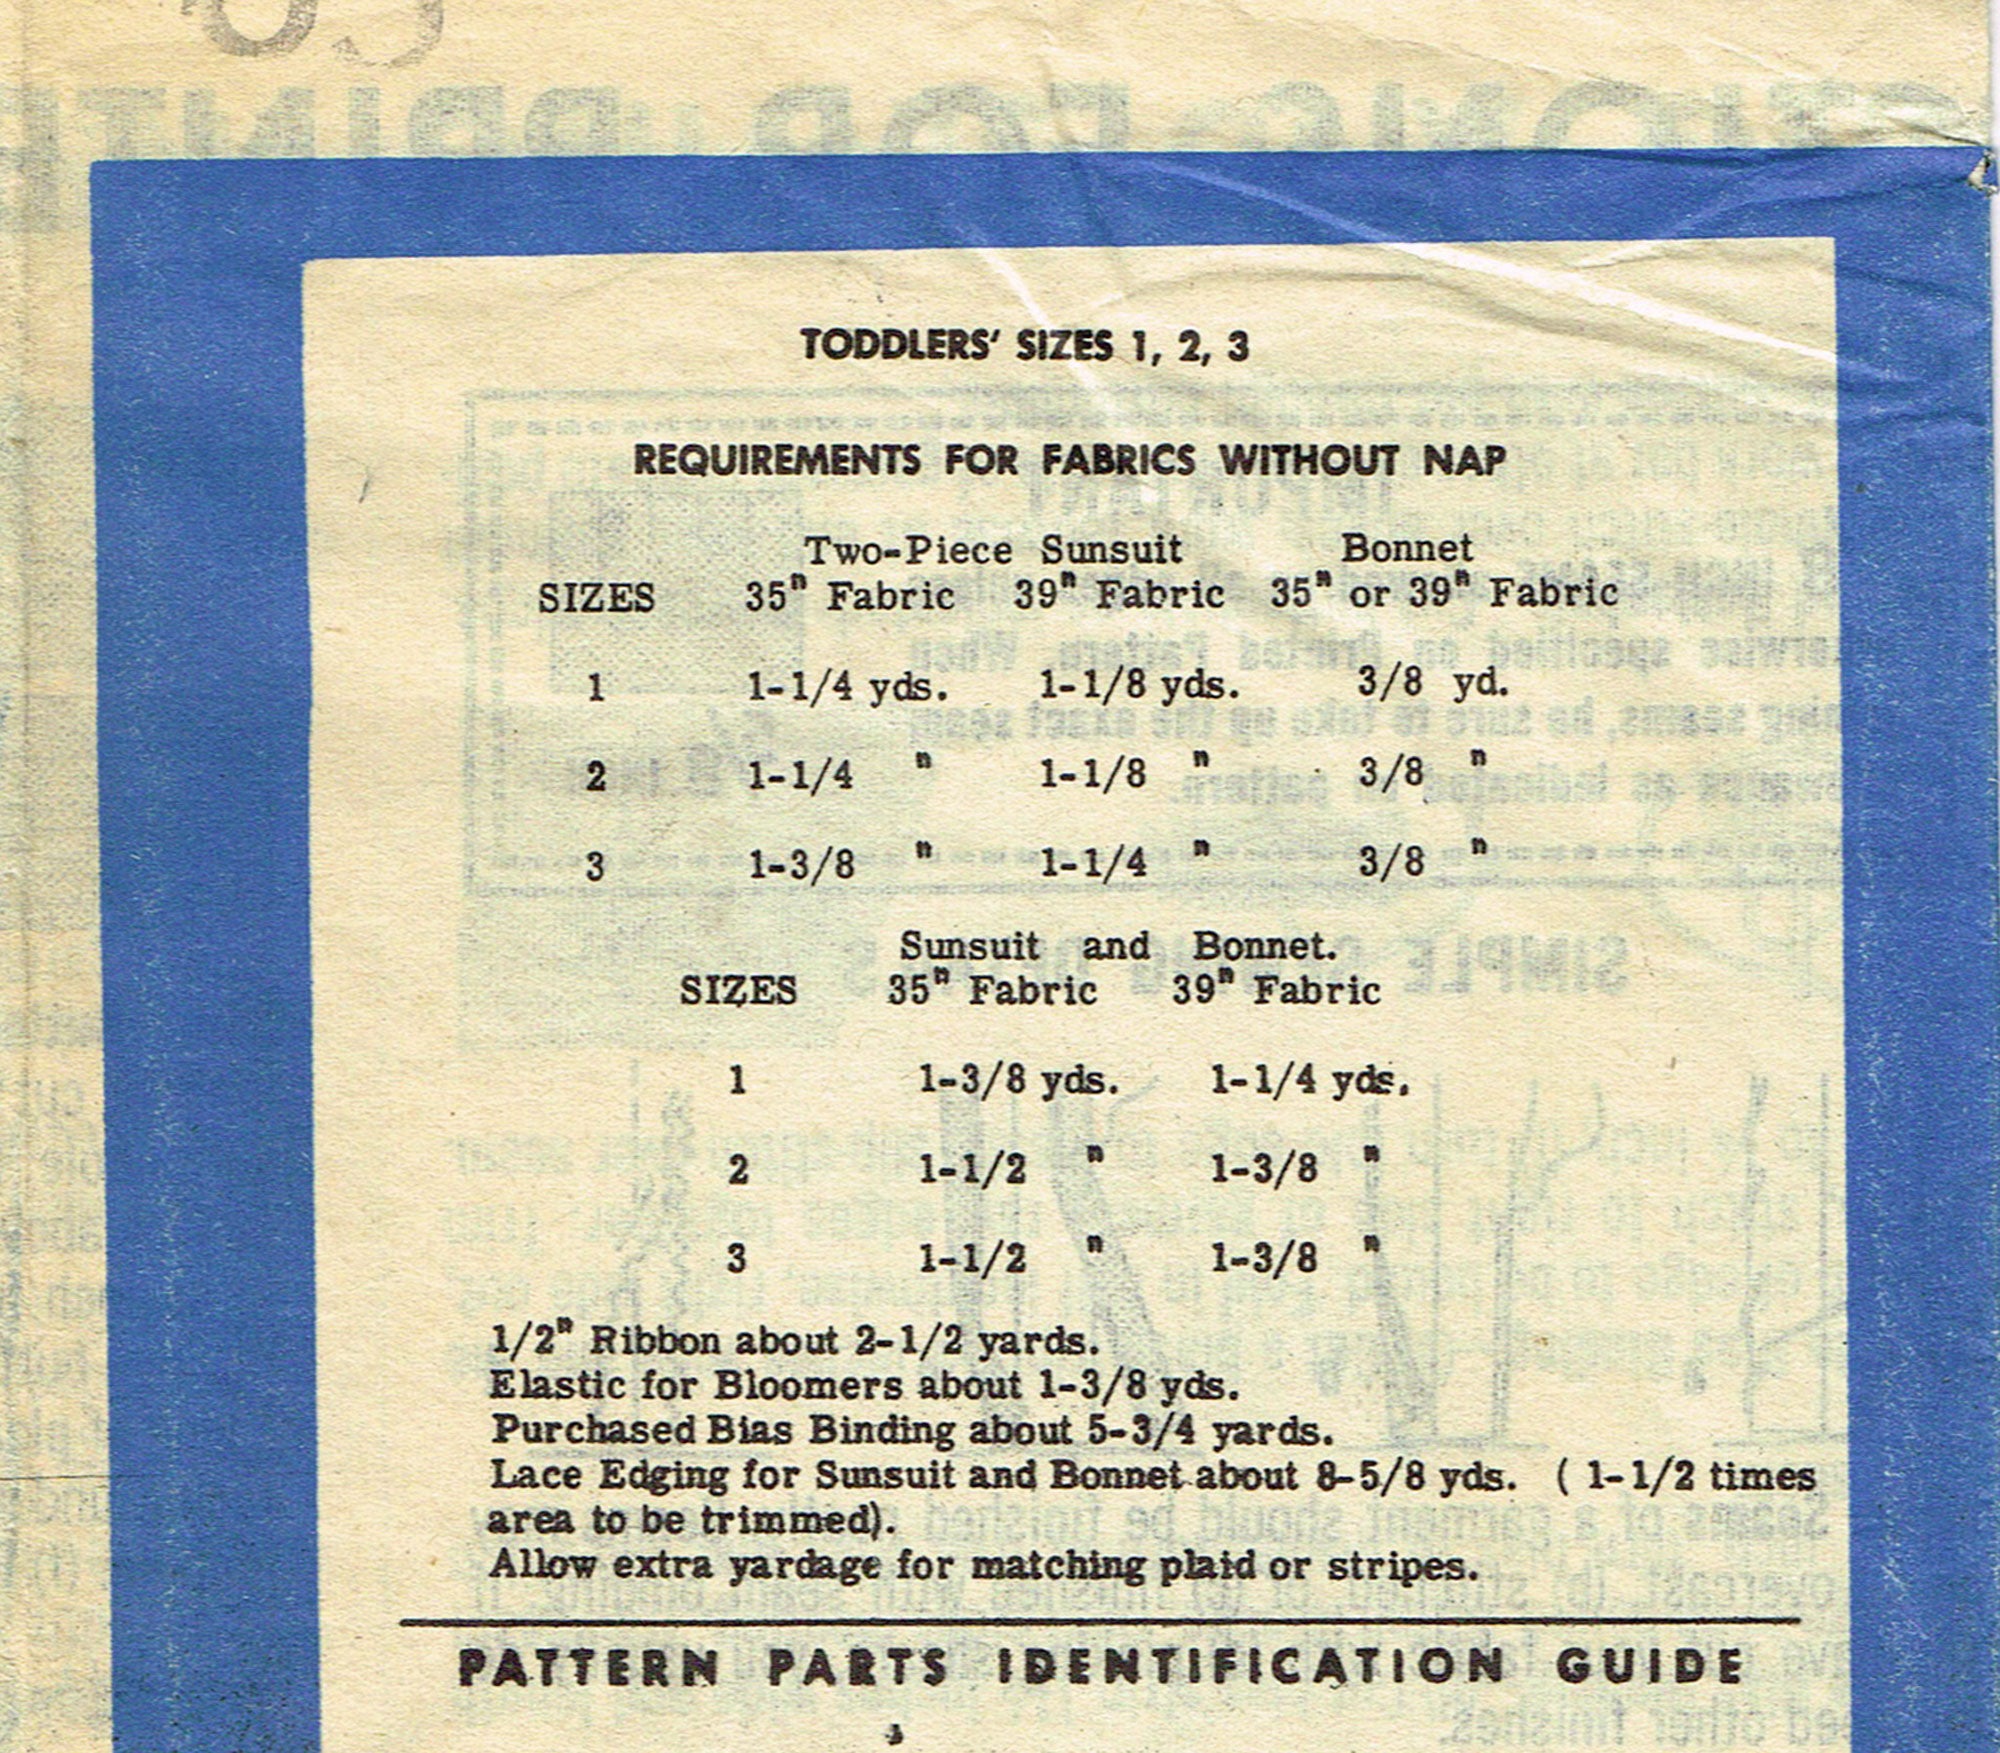 TODDLERS' SIZES 1, 2, 3
REQUIREMENTS FOR FABRICS WITHOUT NAP
Two-Piece Sunsuit Bonnet
SIZES 35" Fabric 39" Fabric 35" or 39" Fabric
1 1-1/4 yds. 1-1/8 yds. 3/8 yd.
2 1-1/4 " 1-1/8 " 3/8 "
3 1-3/8 " 1-1/4 " 3/8 "
Sunsuit and Bonnet.
SIZES 35" Fabric 39" Fabric
1 1-3/8 yds. 1-1/4 yds.
2 1-1/2 " 1-3/8 "
3 1-1/2 " 1-3/8 "
1/2" Ribbon about 2-1/2 yards.
Elastic for Bloomers about 1-3/8 yds.
Purchased Bias Binding about 5-3/4 yards.
Lace Edging for Sunsuit and Bonnet about 8-5/8 yds. ( 1-1/2 times
area to be trimmed).
Allow extra yardage for matching plaid or stripes.
PATTERN PARTS IDENTIFICATION GUIDE